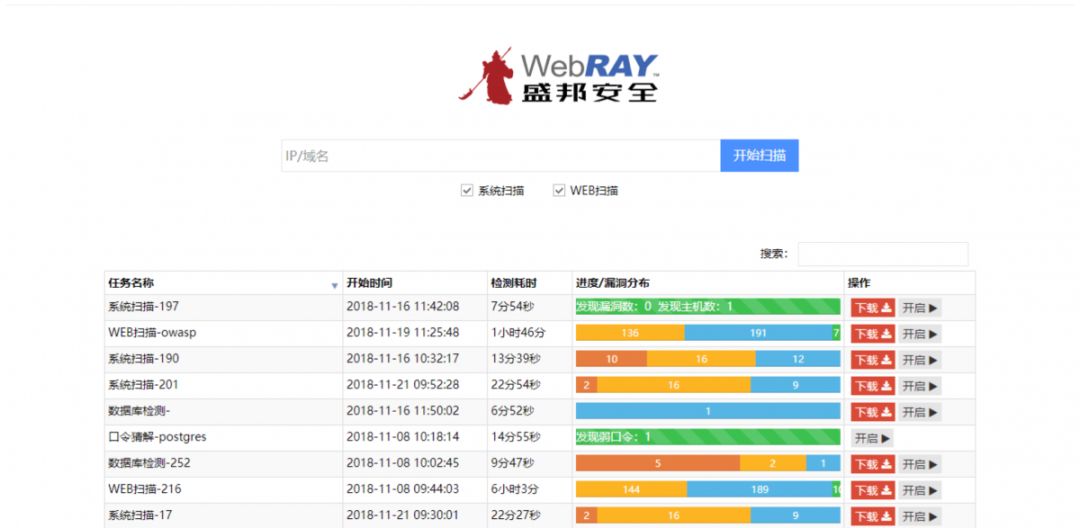 WebRAY™
盛邦安全
IP/域名 开始扫描
系统扫描 WEB扫描
搜索:
任务名称 开始时间 检测耗时 进度/漏洞分布 操作
系统扫描-197 2018-11-16 11:42:08 7分54秒 发现漏洞数: 0 发现主机数: 1 下载 开启
WEB扫描-owasp 2018-11-19 11:25:48 1小时46分 136 191 7 下载 开启
系统扫描-190 2018-11-16 10:32:17 13分39秒 10 16 12 下载 开启
系统扫描-201 2018-11-21 09:52:28 22分54秒 2 16 9 下载 开启
数据库检测- 2018-11-16 11:50:02 6分52秒 1 下载 开启
口令猜解-postgres 2018-11-08 10:18:14 14分55秒 发现弱口令: 1 开启
数据库检测-252 2018-11-08 10:02:45 9分47秒 5 2 1 下载 开启
WEB扫描-216 2018-11-08 09:44:03 6小时3分 144 189 下载 开启
系统扫描-17 2018-11-21 09:30:01 22分27秒 2 16 9 下载 开启